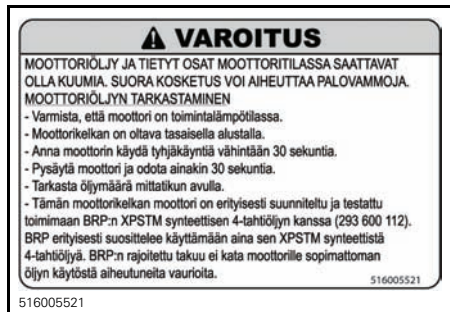 VAROITUS
MOOTTORIÖLJY JA TIETYT OSAT MOOTTORITILASSA SAATTAVAT
OLLA KUUMIA. SUORA KOSKETUS VOI AIHEUTTAA PALOVAMMOJA.
MOOTTORIÖLJYN TARKASTAMINEN
- Varmista, että moottori on toimintalämpötilassa.
- Moottorikelkan on oltava tasaisella alustalla.
- Anna moottorin käydä tyhjäkäyntiä vähintään 30 sekuntia.
- Pysäytä moottori ja odota ainakin 30 sekuntia.
- Tarkasta öljymäärä mittatikun avulla.
- Tämän moottorikelkan moottori on erityisesti suunniteltu ja testattu
toimimaan BRP:n XPSTM synteettisen 4-tahtiöljyn kanssa (293 600 112).
BRP erityisesti suosittelee käyttämään aina sen XPSTM synteettistä
4-tahtiöljyä. BRP:n rajoitettu takuu ei kata moottorille sopimattoman
öljyn käytöstä aiheutuneita vaurioita.
516005521
516005521